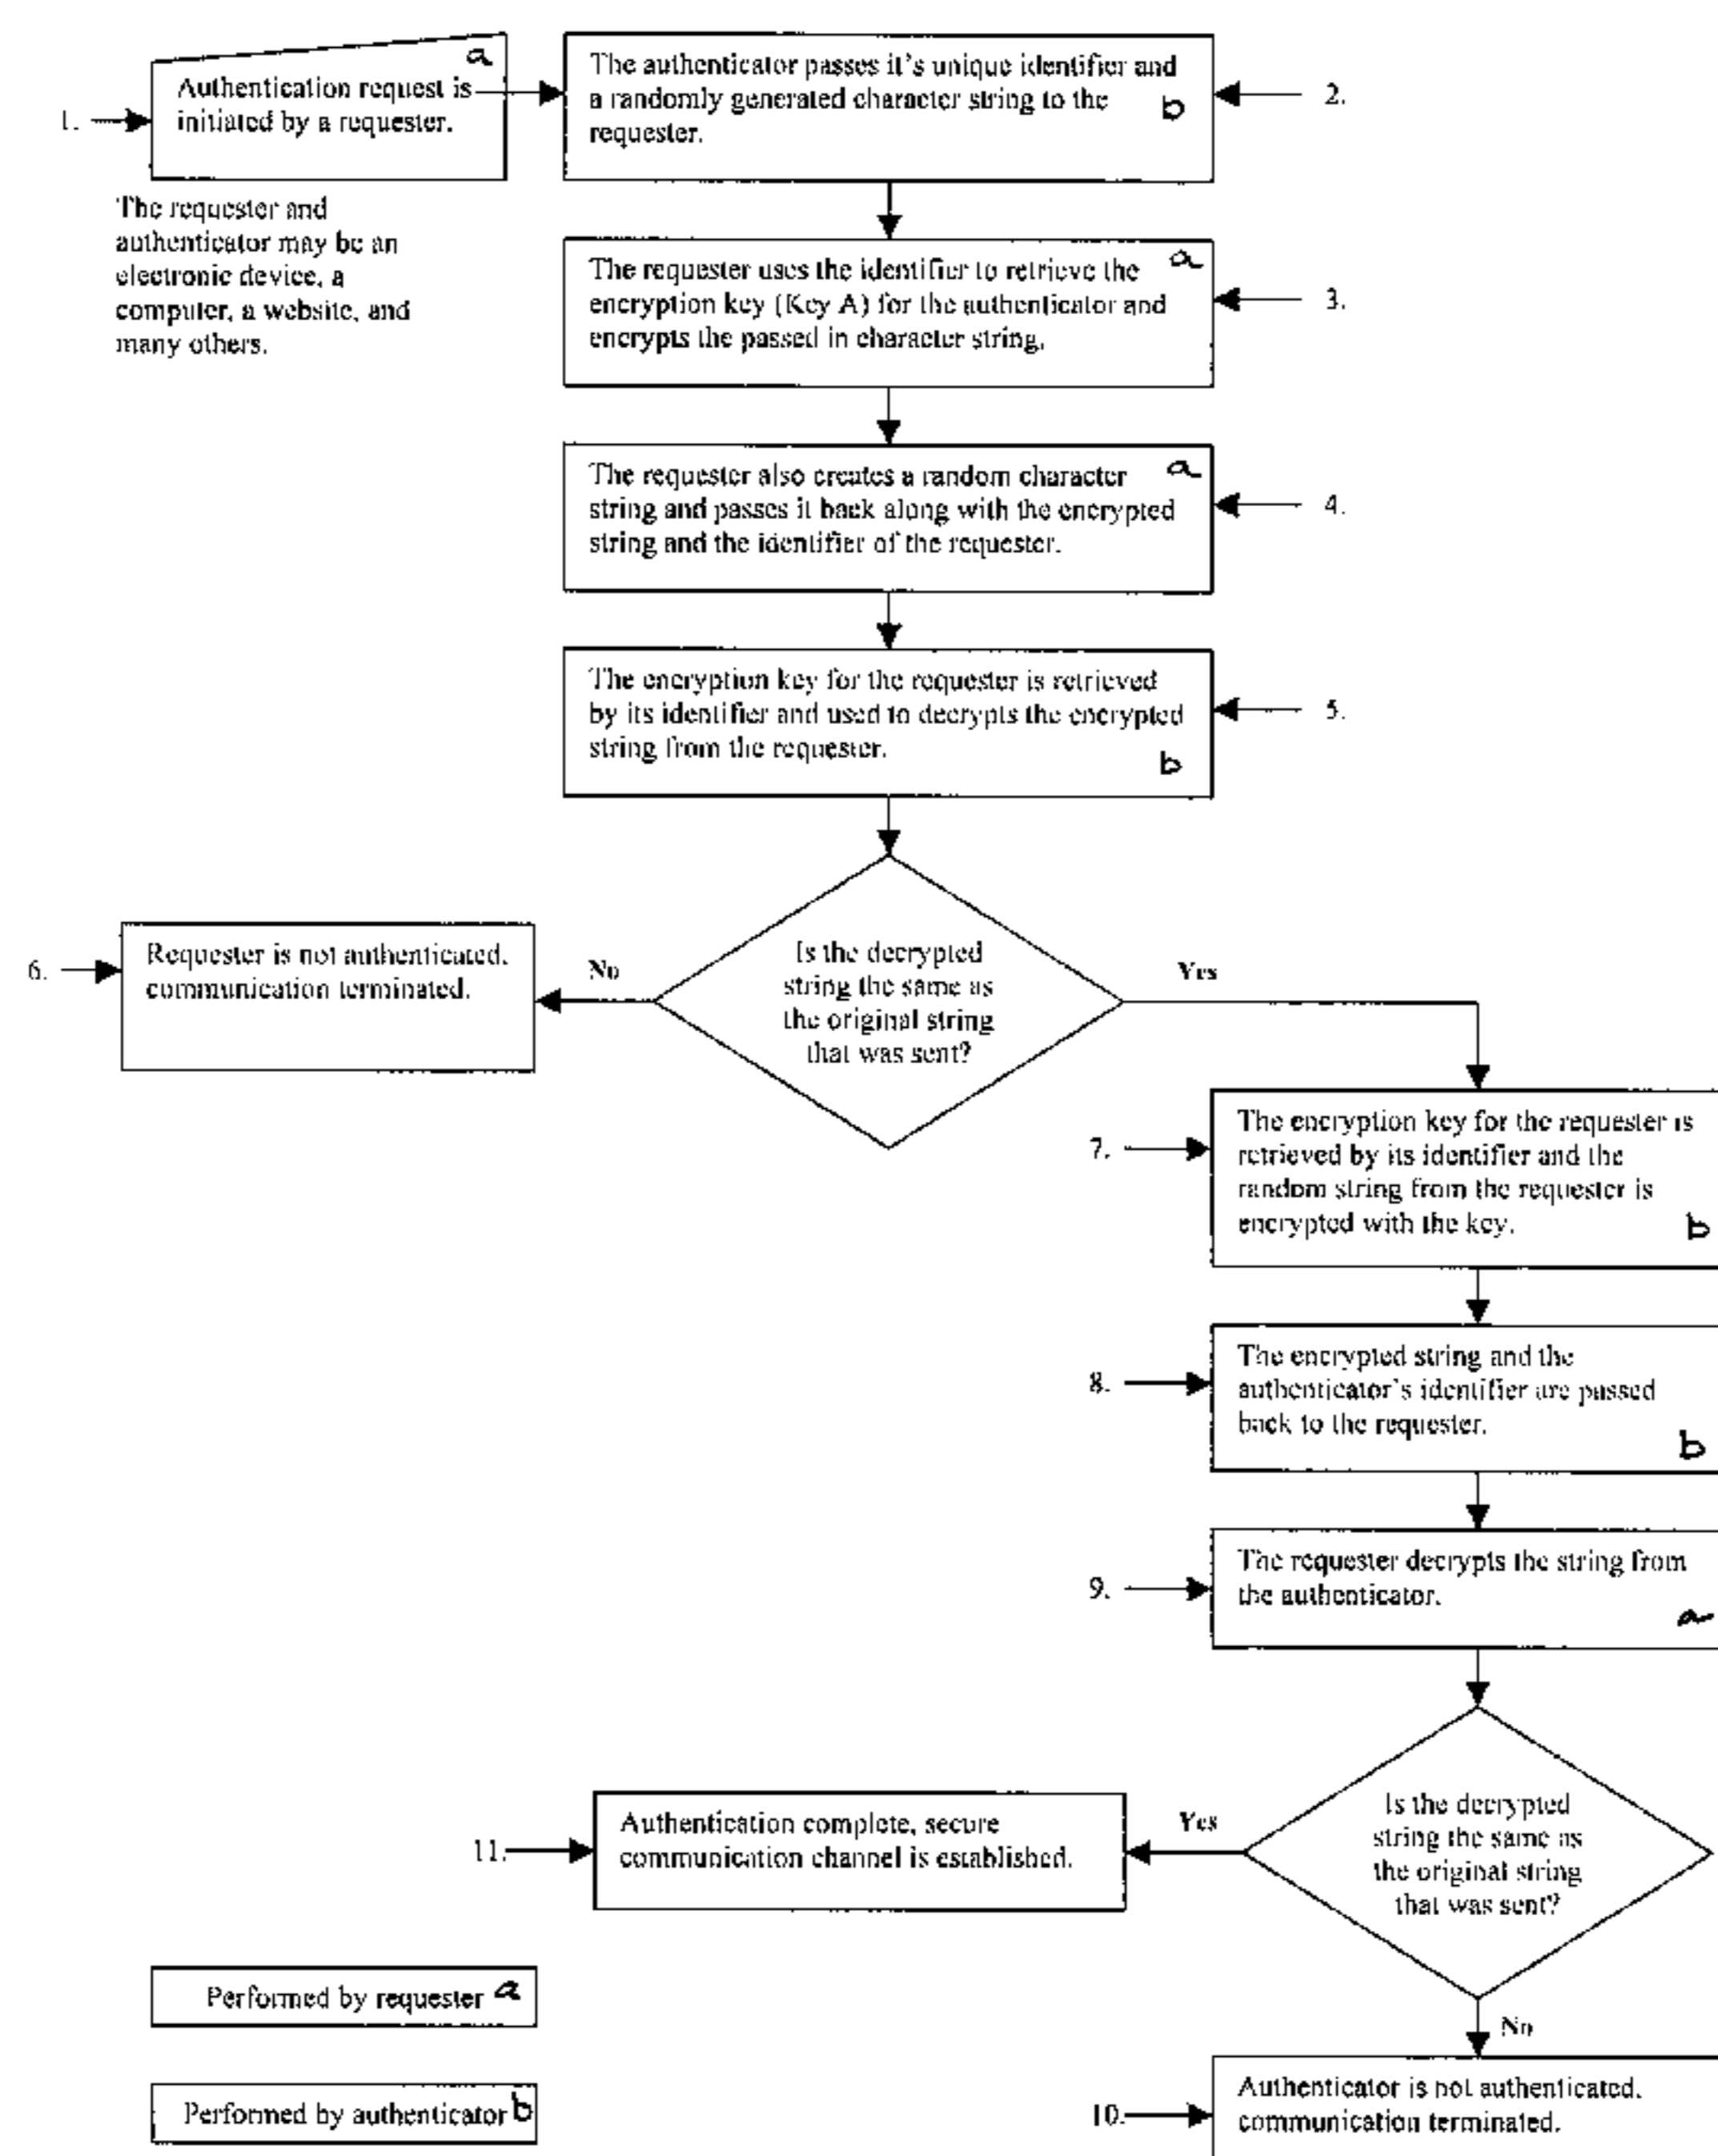 a
1.
Authentication request is
initiated by a requester.
The requester and
authenticator may be an
electronic device, a
computer, a website, and
many others.
The authenticator passes it's unique identifier and
a randomly generated character string to the
requester.
b
2.
The requester uses the identifier to retrieve the
encryption key (Key A) for the authenticator and
encrypts the passed in character string.
a
3.
The requester also creates a random character
string and passes it back along with the encrypted
string and the identifier of the requester.
a
4.
The encryption key for the requester is retrieved
by its identifier and used to decrypts the encrypted
string from the requester.
b
5.
Is the decrypted
string the same as
the original string
that was sent?
No
Yes
6.
Requester is not authenticated,
communication terminated.
7.
The encryption key for the requester is
retrieved by its identifier and the
random string from the requester is
encrypted with the key.
b
8.
The encrypted string and the
authenticator's identifier are passed
back to the requester.
b
9.
The requester decrypts the string from
the authenticator.
a
Is the decrypted
string the same as
the original string
that was sent?
Yes
No
11.
Authentication complete, secure
communication channel is established.
10.
Authenticator is not authenticated,
communication terminated.
Performed by requester a
Performed by authenticator b